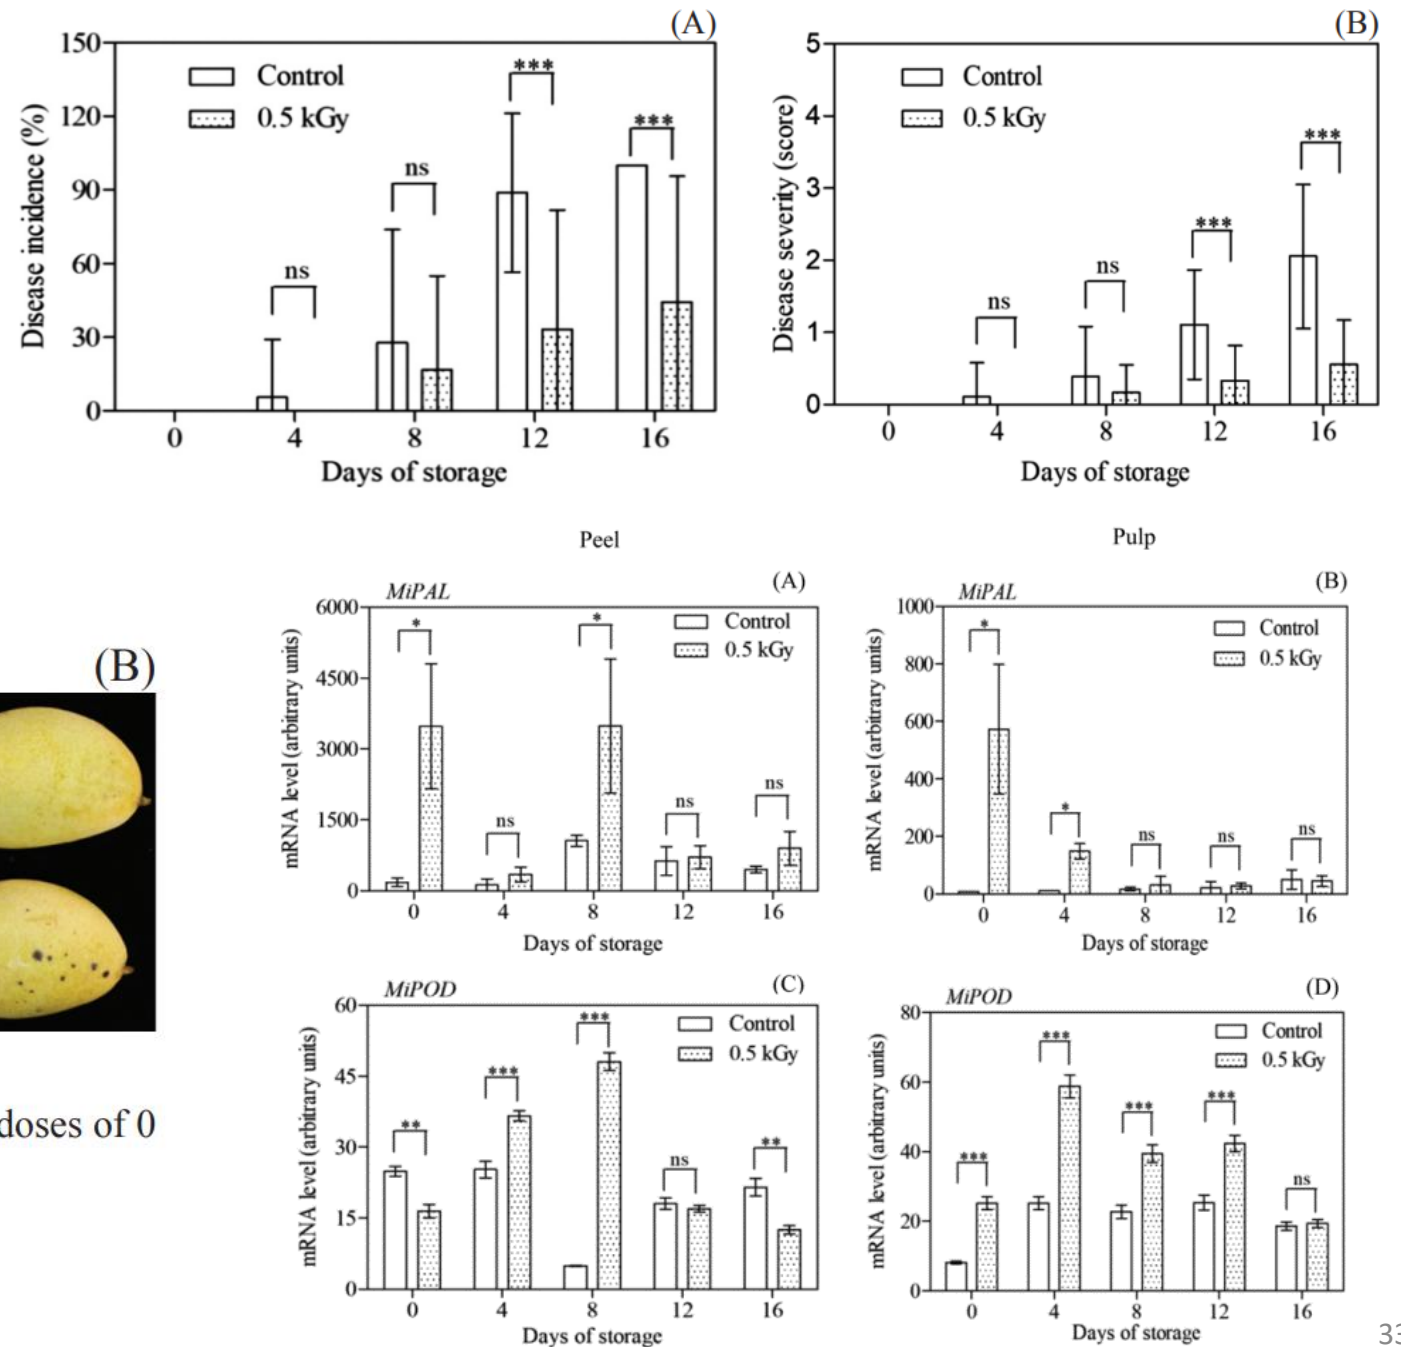 (A)
150
120
90
60
30
0
Disease incidence (%)
Control
0.5 kGy
ns
ns
***
***
0 4 8 12 16
Days of storage
(B)
5
4
3
2
1
0
Disease severity (score)
Control
0.5 kGy
ns
ns
***
***
0 4 8 12 16
Days of storage
Peel
Pulp
(B)
doses of 0
MiPAL
(A)
6000
4500
3000
1500
0
mRNA level (arbitrary units)
Control
0.5 kGy
*
ns
*
ns
ns
0 4 8 12 16
Days of storage
MiPAL
(B)
1000
800
600
400
200
0
mRNA level (arbitrary units)
Control
0.5 kGy
*
*
ns
ns
ns
0 4 8 12 16
Days of storage
MiPOD
(C)
60
45
30
15
0
mRNA level (arbitrary units)
Control
0.5 kGy
**
***
***
ns
**
0 4 8 12 16
Days of storage
MiPOD
(D)
80
60
40
20
0
mRNA level (arbitrary units)
Control
0.5 kGy
***
***
***
***
ns
0 4 8 12 16
Days of storage
33